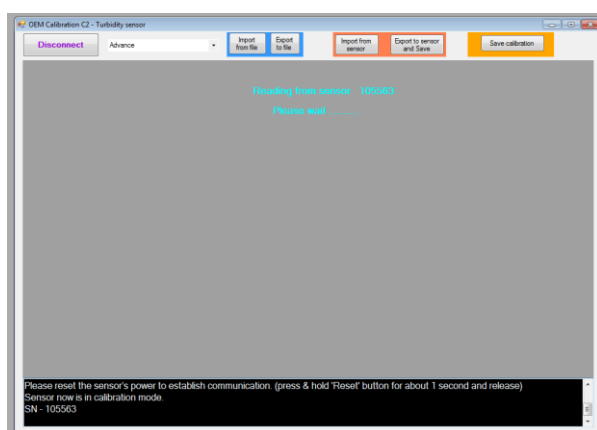 OEM Calibration C2 - Turbidity sensor
Disconnect
Advance
Import from file
Export to file
Import from sensor
Export to sensor and Save
Save calibration
Reading from sensor 105563
Please wait ........
Please reset the sensor's power to establish communication. (press & hold 'Reset' button for about 1 second and release)
Sensor now is in calibration mode.
SN - 105563